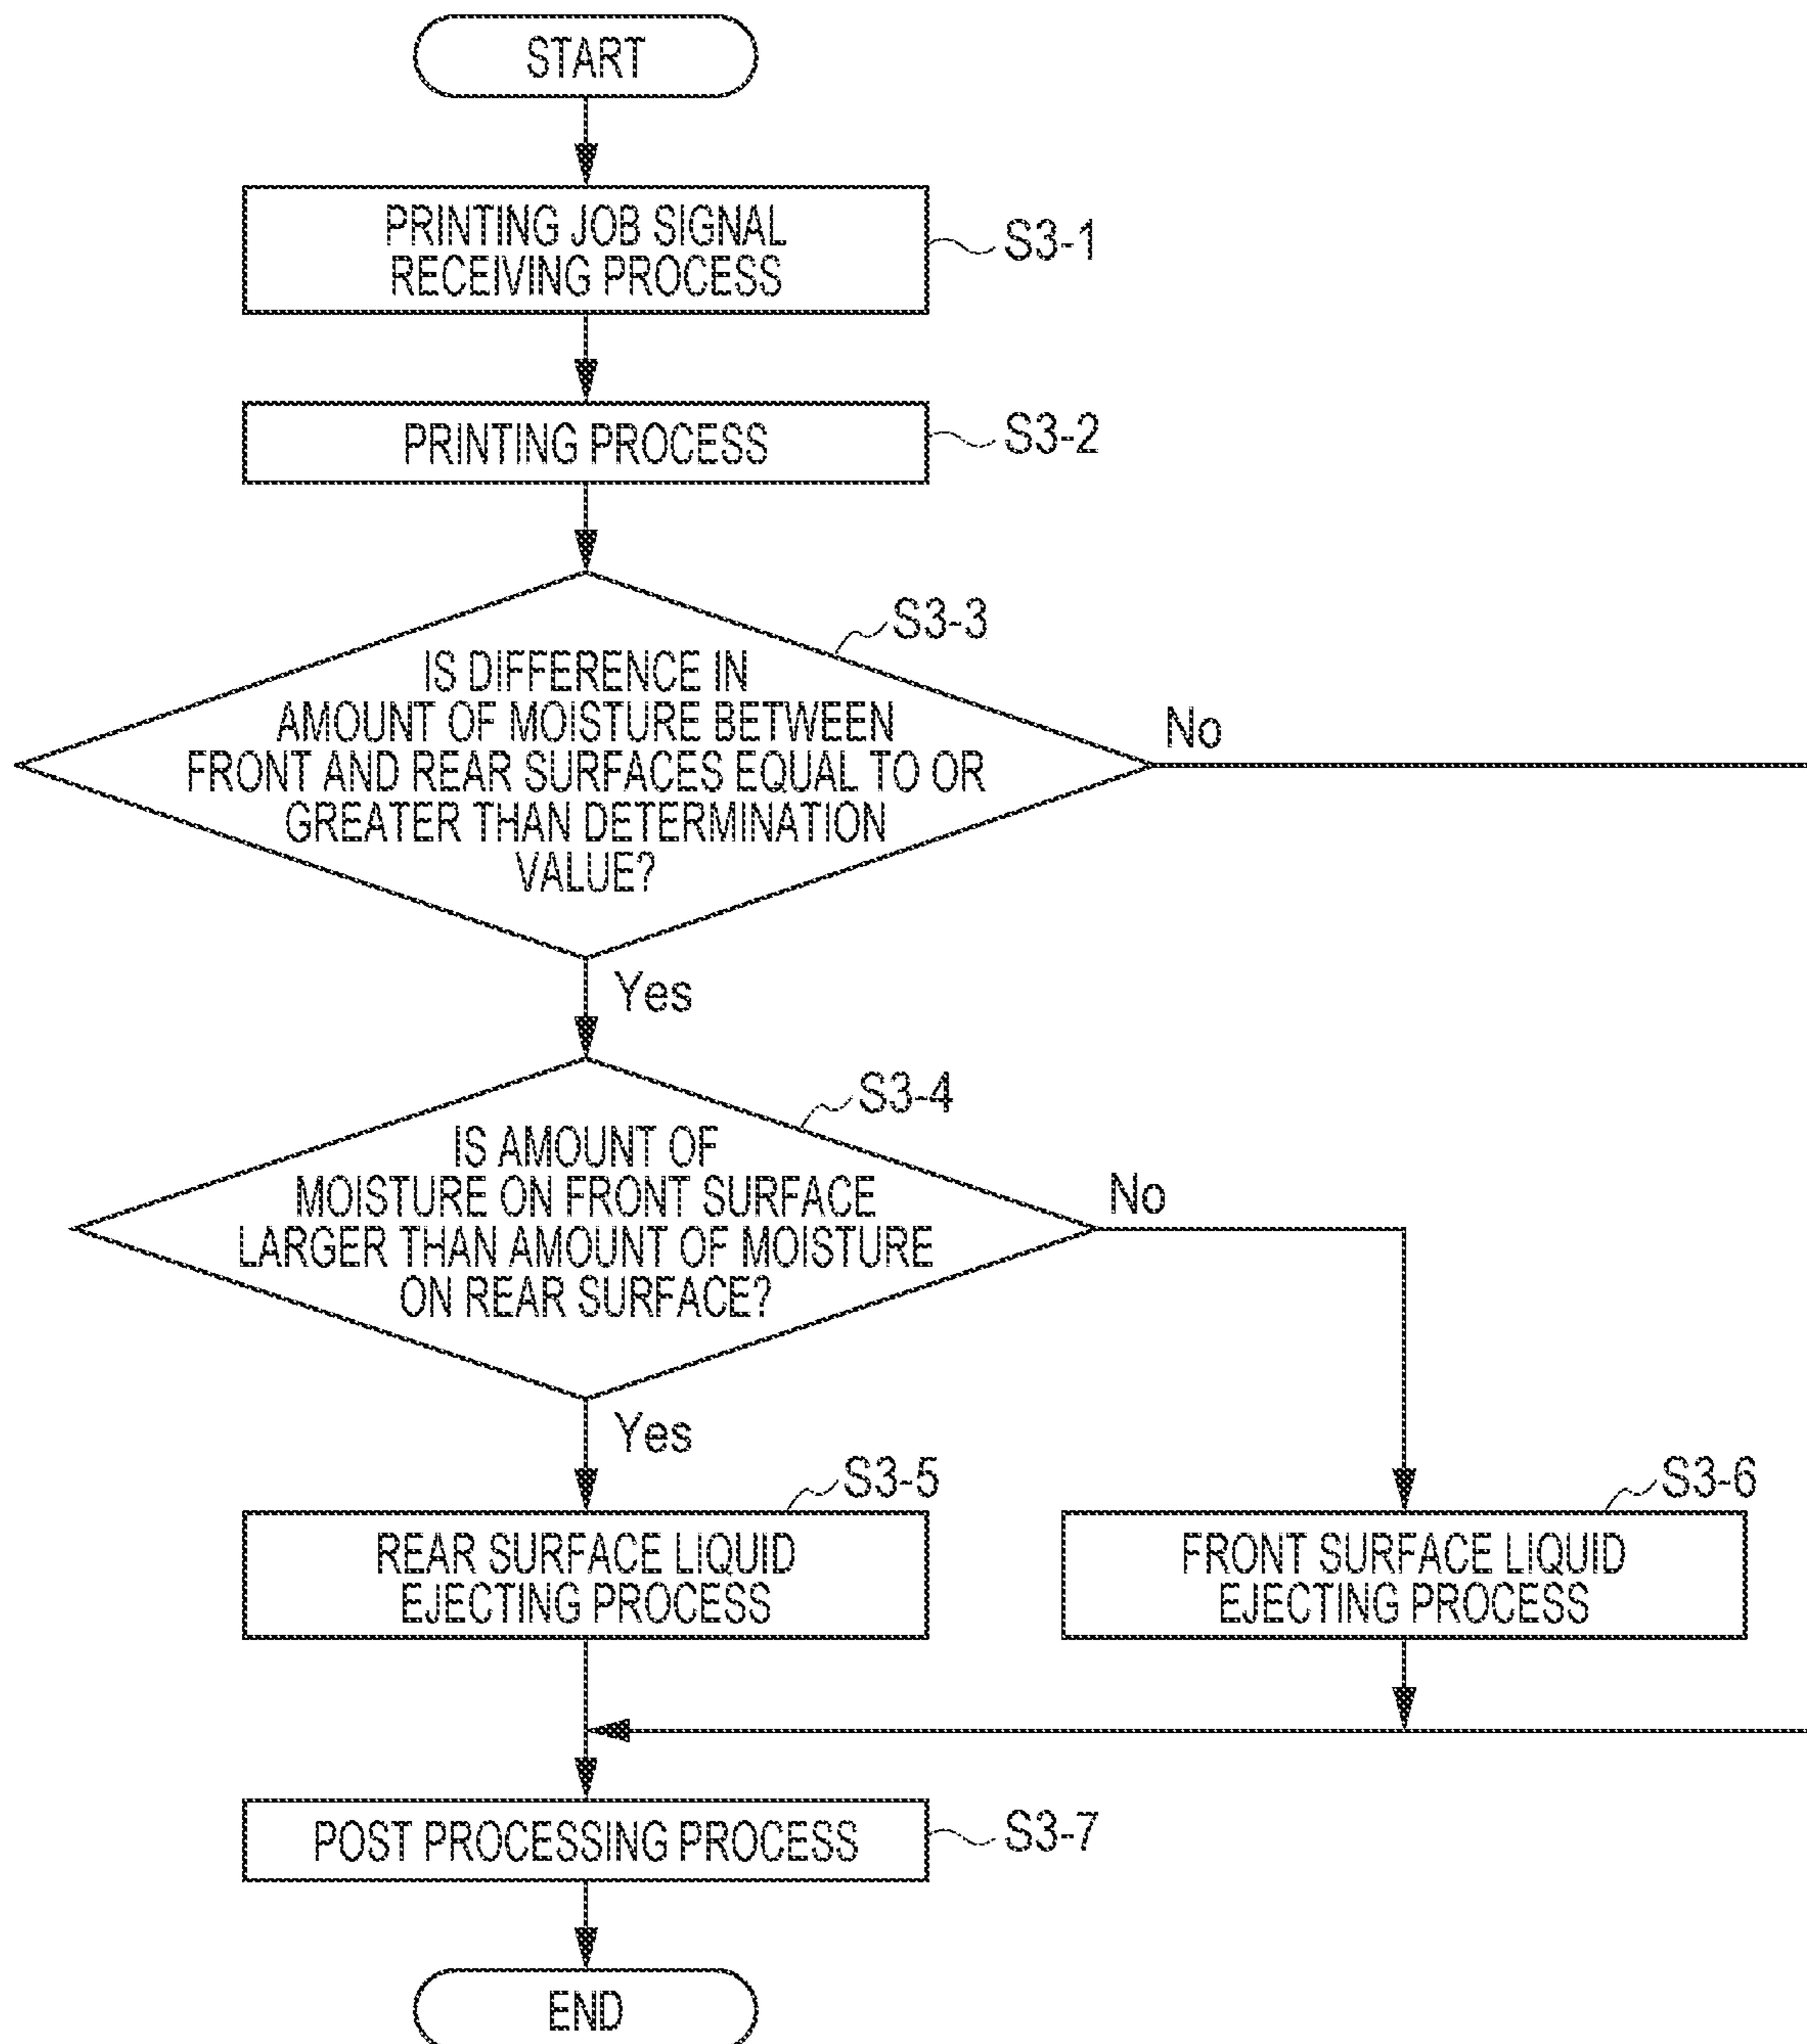 START
PRINTING JOB SIGNAL
RECEIVING PROCESS
S3-1
PRINTING PROCESS
S3-2
S3-3
IS DIFFERENCE IN
AMOUNT OF MOISTURE BETWEEN
FRONT AND REAR SURFACES EQUAL TO OR
GREATER THAN DETERMINATION
VALUE?
No
Yes
S3-4
IS AMOUNT OF
MOISTURE ON FRONT SURFACE
LARGER THAN AMOUNT OF MOISTURE
ON REAR SURFACE?
No
Yes
S3-5
REAR SURFACE LIQUID
EJECTING PROCESS
S3-6
FRONT SURFACE LIQUID
EJECTING PROCESS
POST PROCESSING PROCESS
S3-7
END